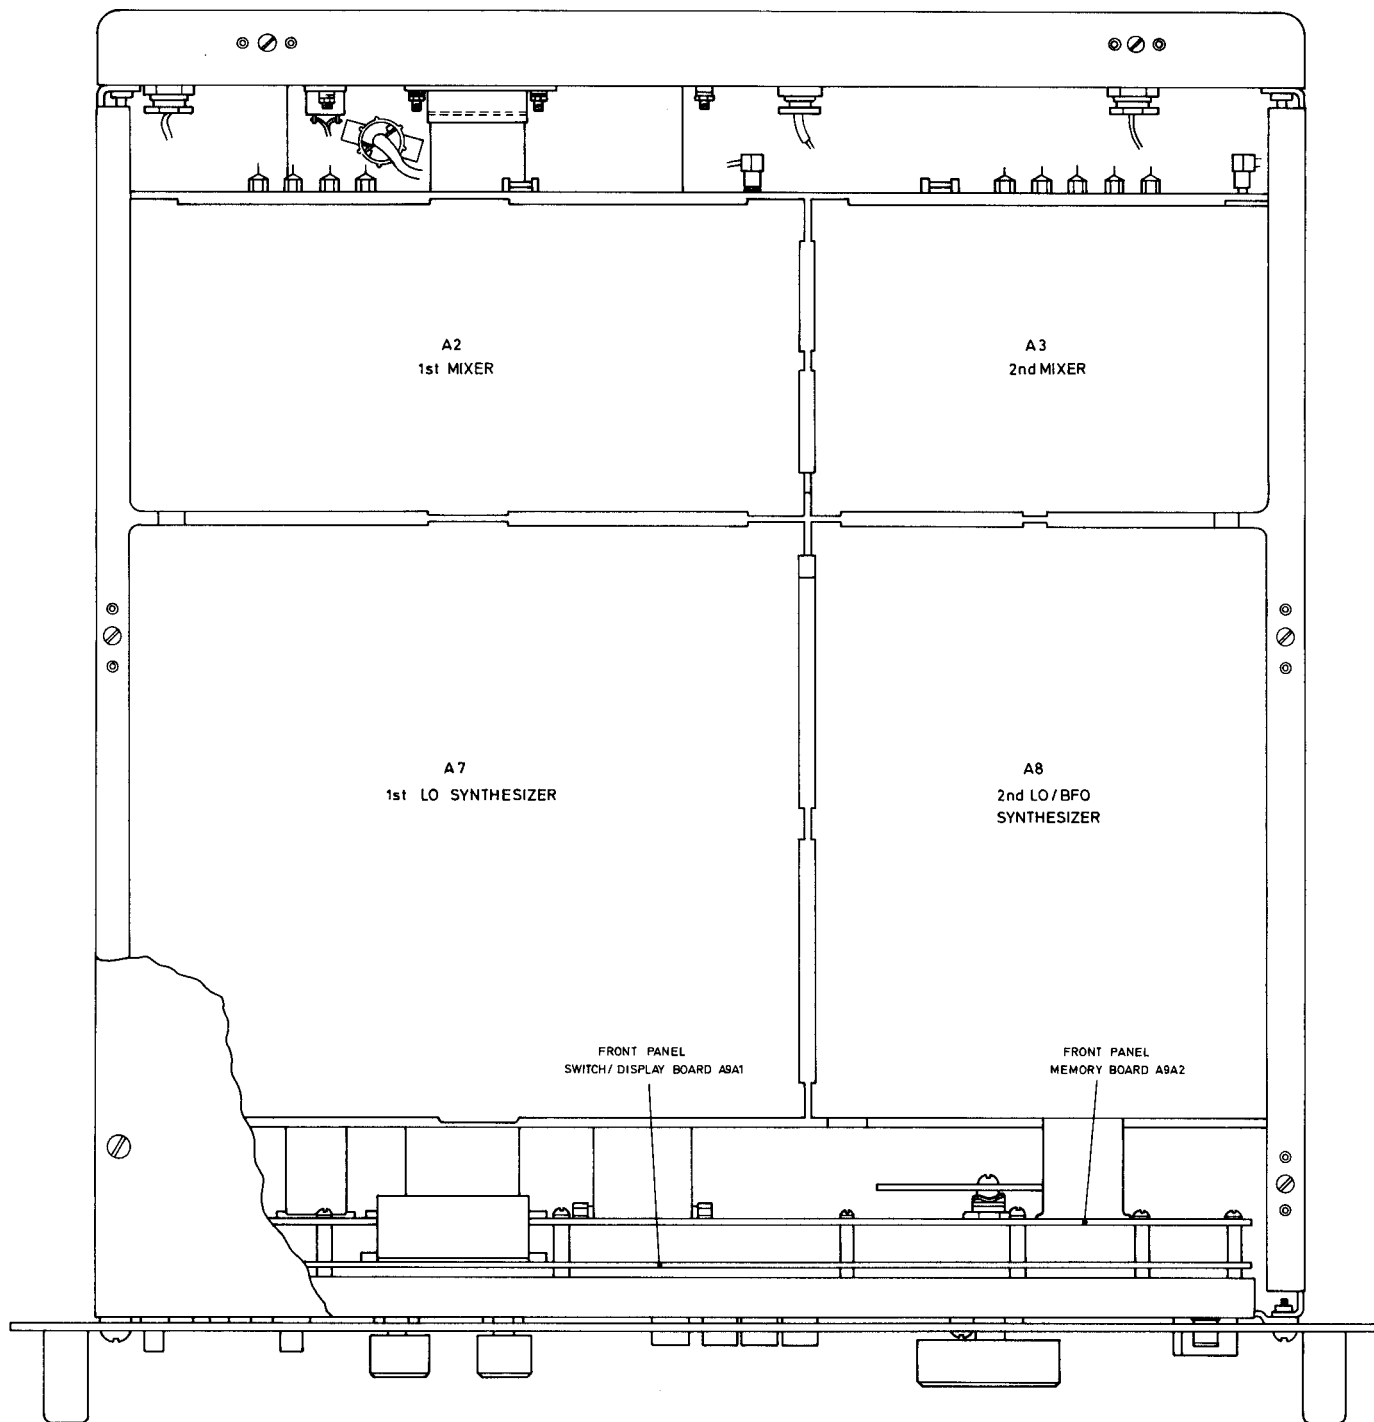 A2
1st MIXER
A3
2nd MIXER
A7
1st LO SYNTHESIZER
A8
2nd LO/BFO
SYNTHESIZER
FRONT PANEL
SWITCH/DISPLAY BOARD A9A1
FRONT PANEL
MEMORY BOARD A9A2